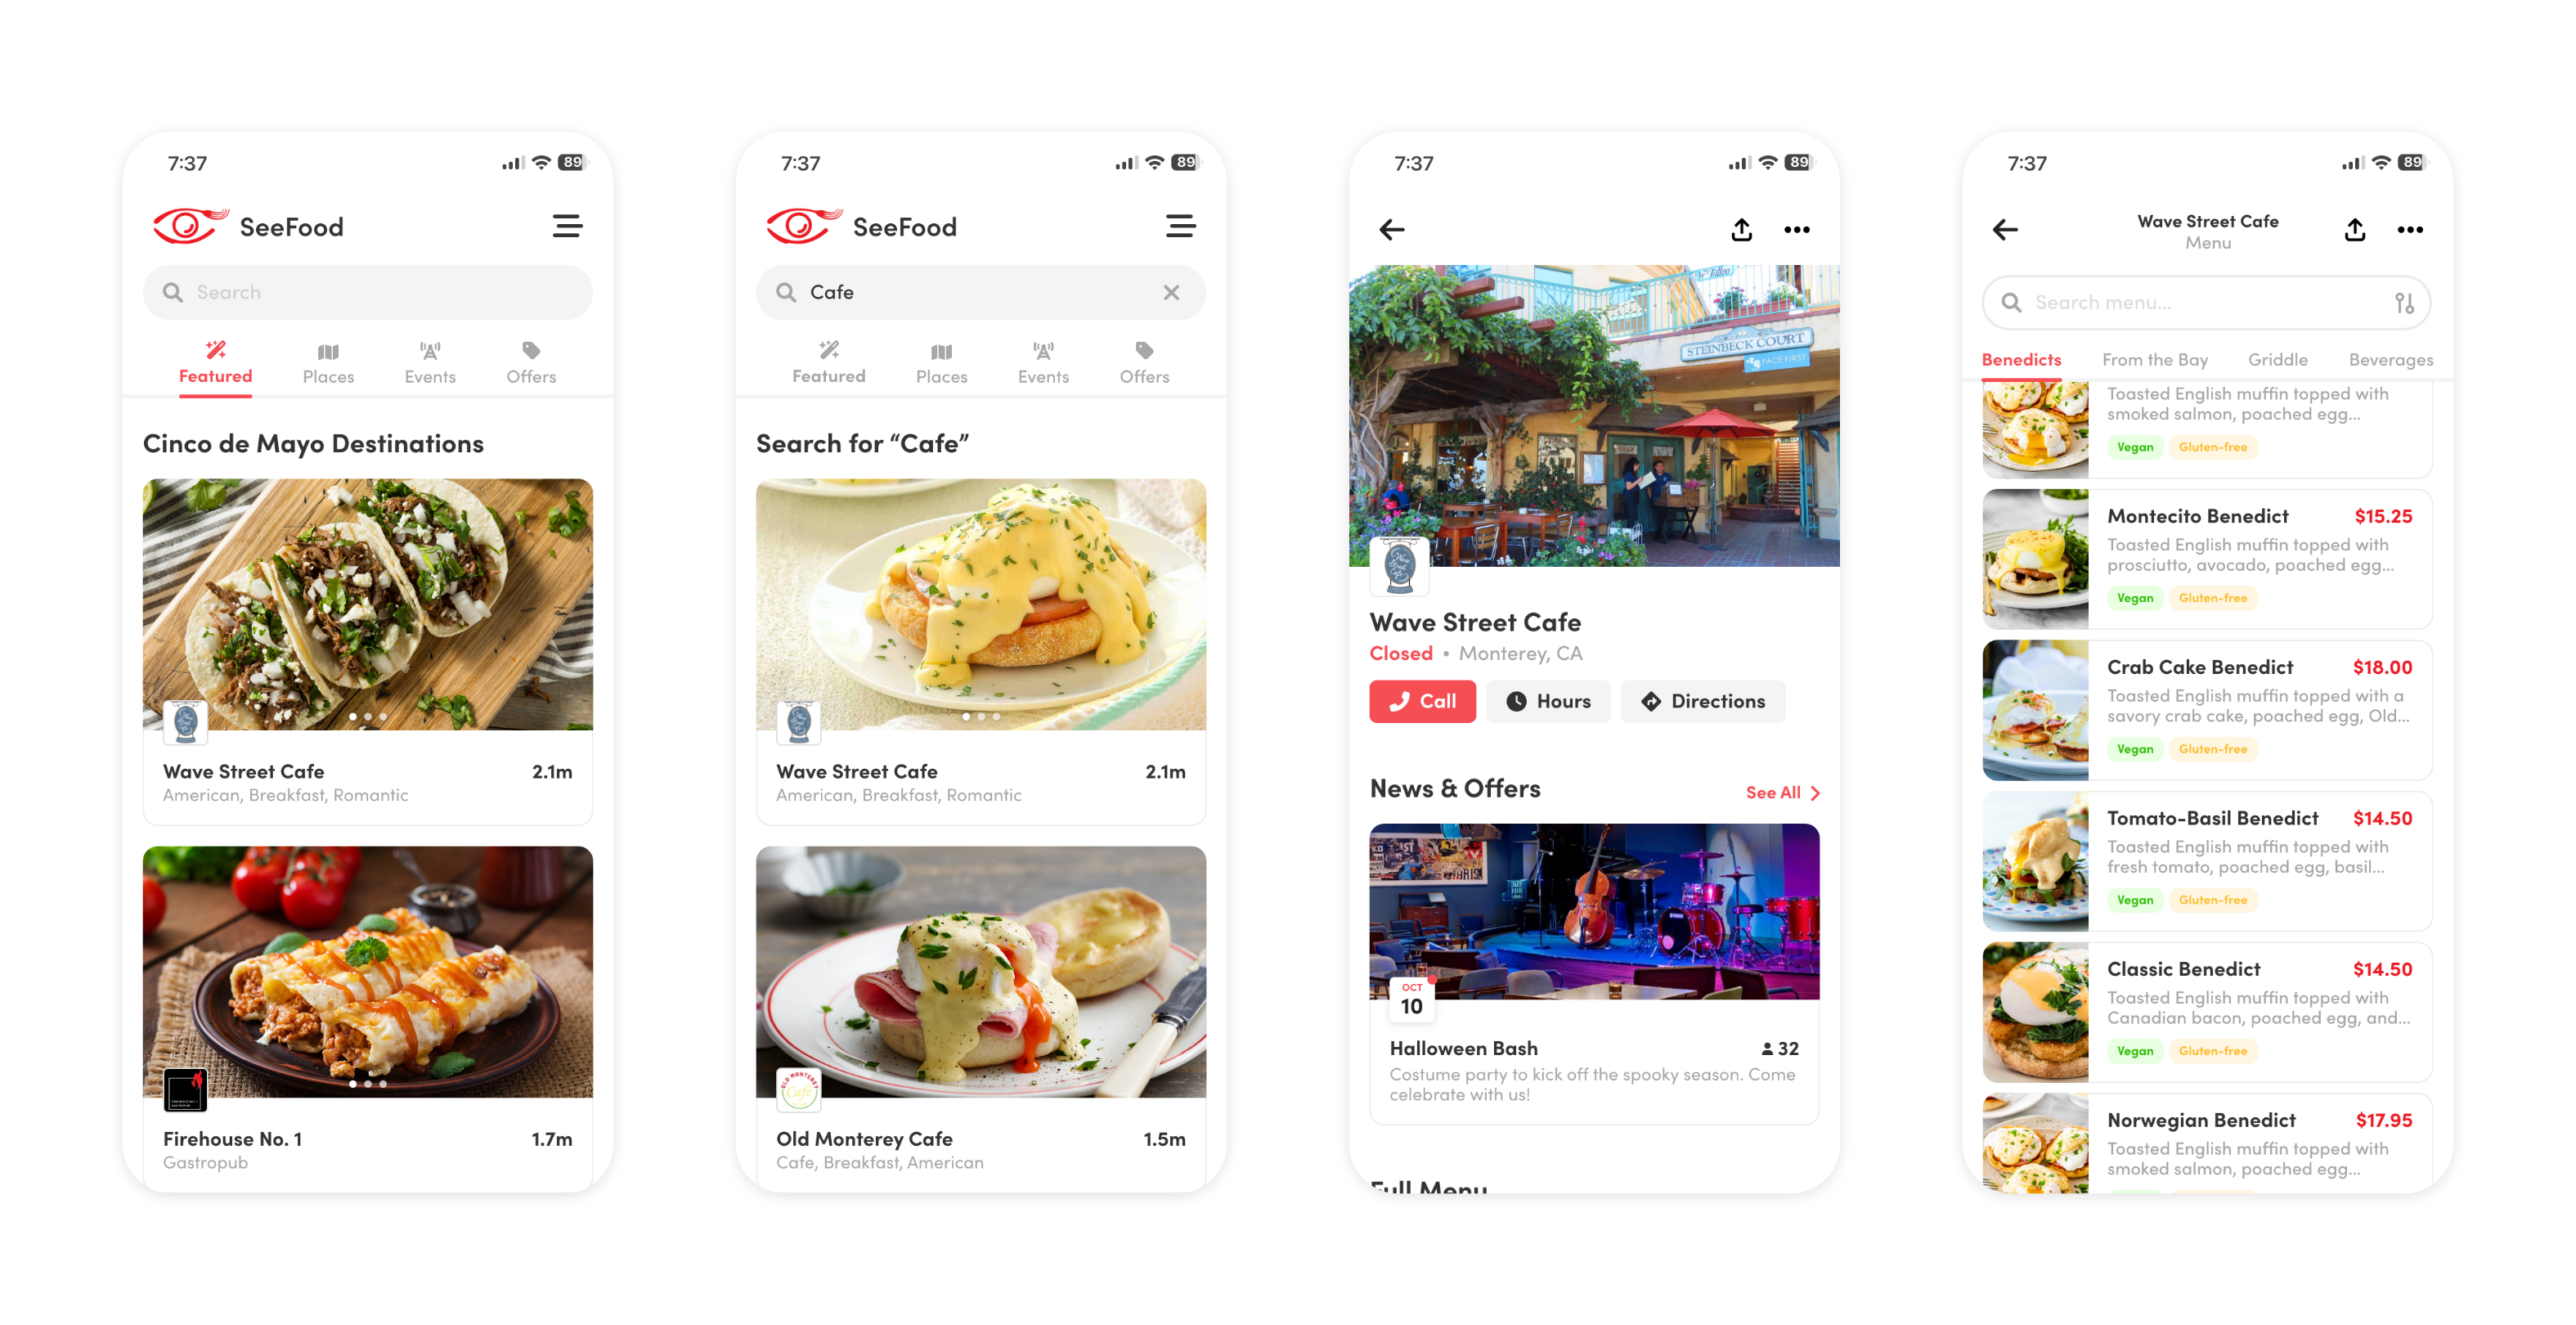 7:37
89
SeeFood
Search
Featured
Places
Events
Offers
Cinco de Mayo Destinations
Wave Street Cafe
2.1m
American, Breakfast, Romantic
Firehouse No. 1
1.7m
Gastropub
7:37
89
SeeFood
Cafe
Featured
Places
Events
Offers
Search for “Cafe”
Wave Street Cafe
2.1m
American, Breakfast, Romantic
OLD MONTEREY
Cafe
Old Monterey Cafe
1.5m
Cafe, Breakfast, American
7:37
89
STEINBECK COURT
FACE FIRST
Wave Street Cafe
Closed • Monterey, CA
Call
Hours
Directions
News & Offers
See All
OCT
10
Halloween Bash
32
Costume party to kick off the spooky season. Come
celebrate with us!
Full Menu
7:37
89
Wave Street Cafe
Menu
Search menu...
Benedicts
From the Bay
Griddle
Beverages
Toasted English muffin topped with
smoked salmon, poached egg...
Vegan
Gluten-free
Montecito Benedict
$15.25
Toasted English muffin topped with
prosciutto, avocado, poached egg...
Vegan
Gluten-free
Crab Cake Benedict
$18.00
Toasted English muffin topped with a
savory crab cake, poached egg, Old...
Vegan
Gluten-free
Tomato-Basil Benedict
$14.50
Toasted English muffin topped with
fresh tomato, poached egg, basil...
Vegan
Gluten-free
Classic Benedict
$14.50
Toasted English muffin topped with
Canadian bacon, poached egg, and...
Vegan
Gluten-free
Norwegian Benedict
$17.95
Toasted English muffin topped with
smoked salmon, poached egg...